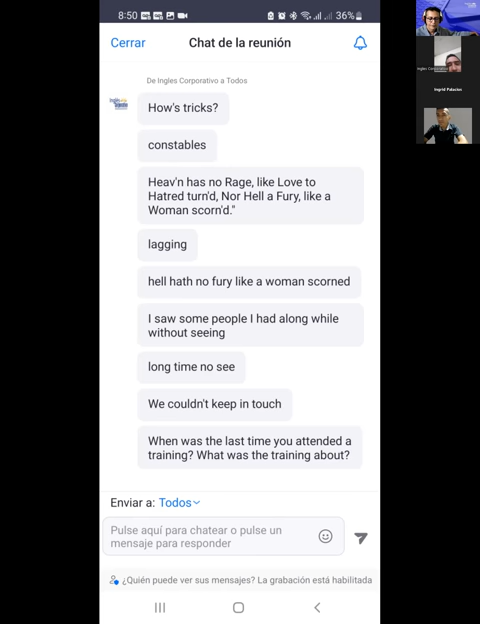 8:50
36%
Cerrar
Chat de la reunión
De Ingles Corporativo a Todos
How's tricks?
constables
Heav'n has no Rage, like Love to
Hatred turn'd, Nor Hell a Fury, like a
Woman scorn'd."
lagging
hell hath no fury like a woman scorned
I saw some people I had along while
without seeing
long time no see
We couldn't keep in touch
When was the last time you attended a
training? What was the training about?
Enviar a: Todos
Pulse aquí para chatear o pulse un
mensaje para responder
¿Quién puede ver sus mensajes? La grabación está habilitada
Ingles Corporativo
Ingrid Palacios